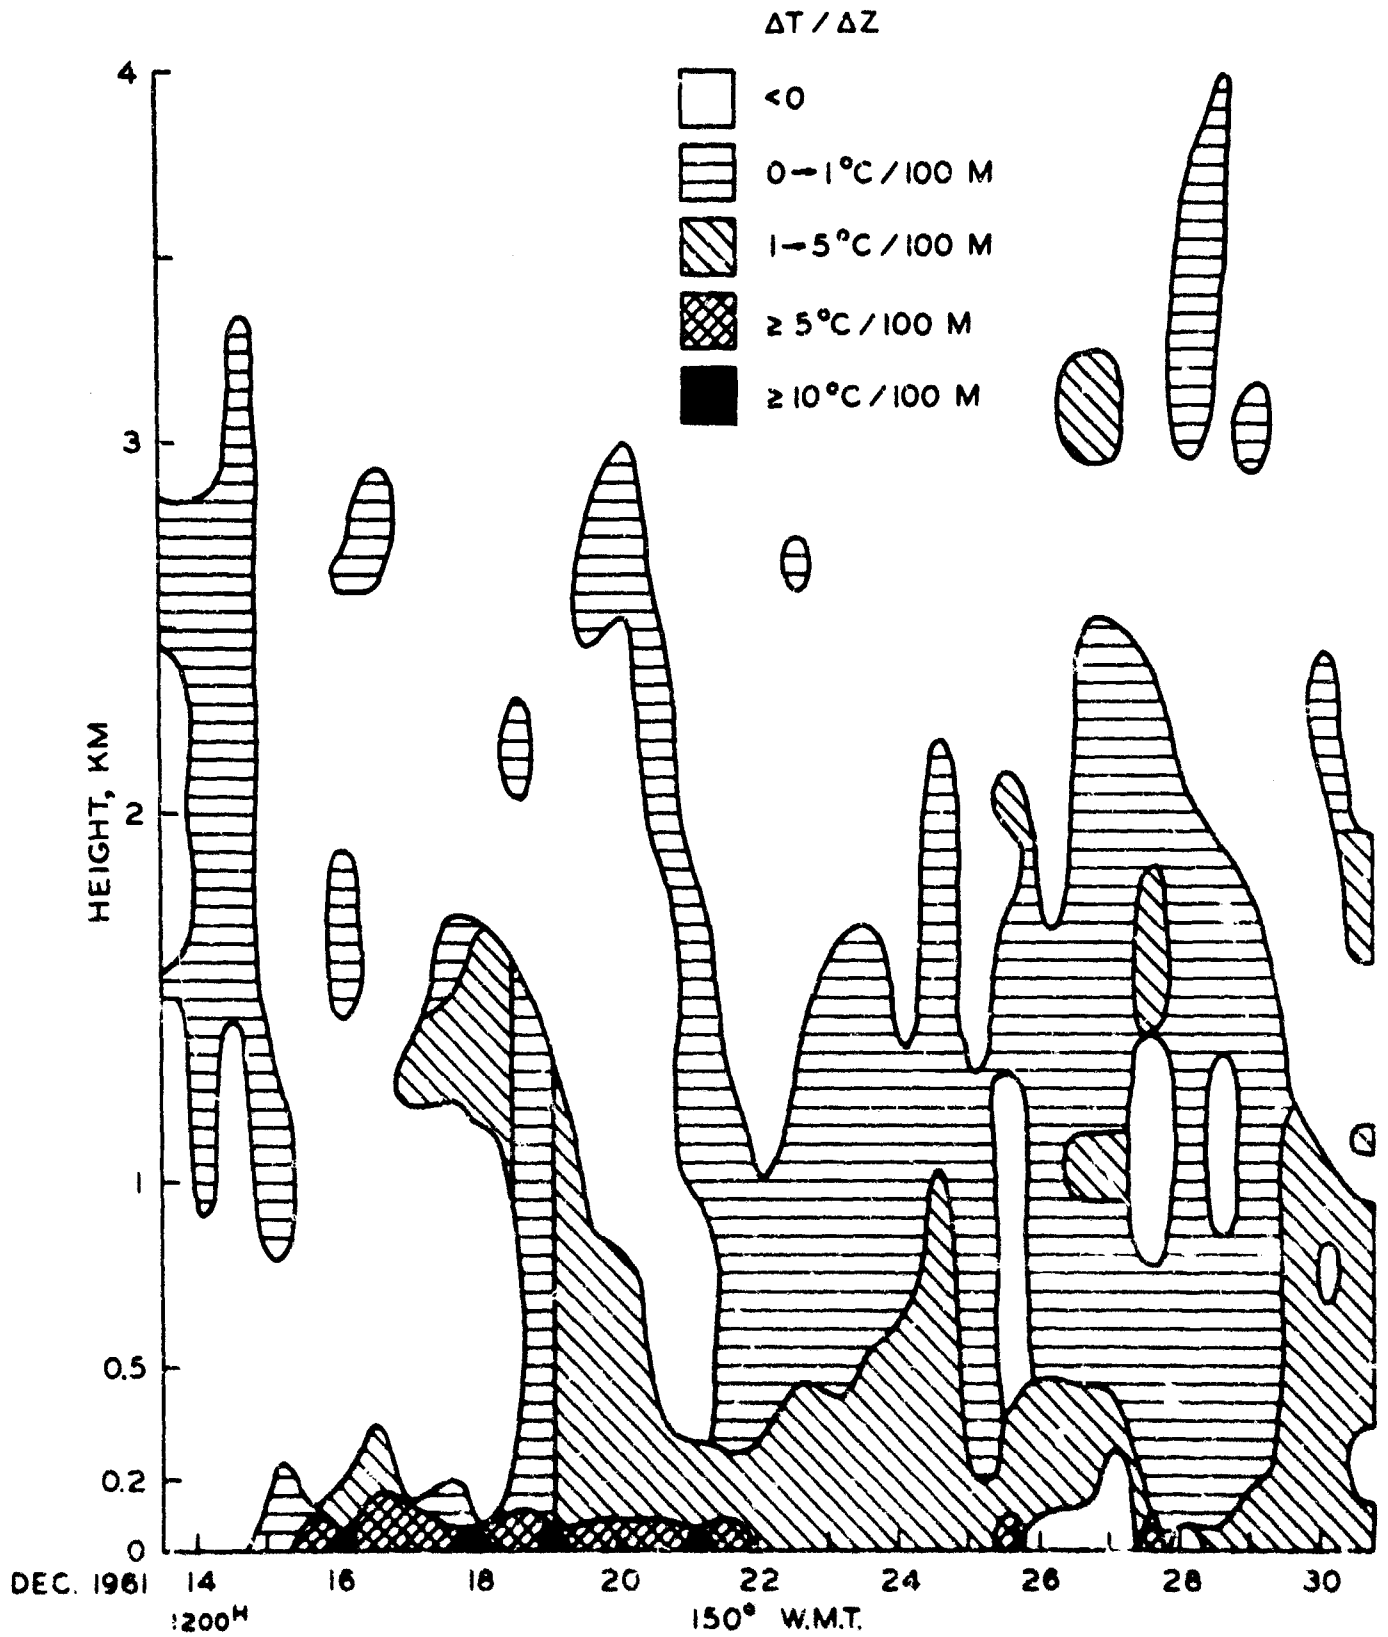 ΔT / ΔZ
<0
0→1°C/100 M
1→5°C/100 M
≥ 5°C/100 M
≥10°C/100 M
4
3
2
1
0.5
0.2
0
HEIGHT, KM
DEC. 1961 14 16 18 20 22 24 26 28 30
1200H 150° W.M.T.